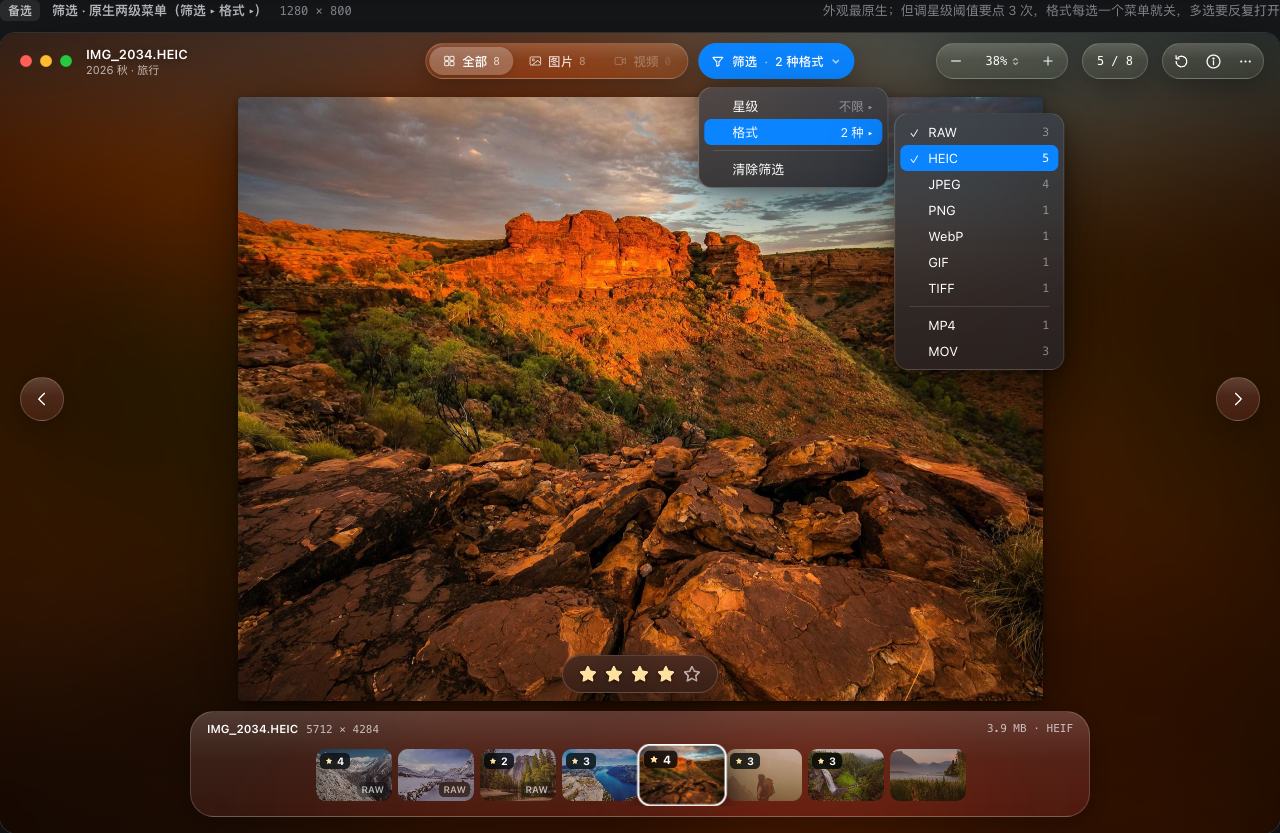 备选 筛选 · 原生两级菜单（筛选 ▸ 格式 ▸） 1280 × 800 外观最原生；但调星级阈值要点 3 次，格式每选一个菜单就关，多选要反复打开
IMG_2034.HEIC
2026 秋 · 旅行
全部 8 图片 8 视频 0
筛选 · 2 种格式
38%
5 / 8
星级 不限 ▸
格式 2 种 ▸
清除筛选
✓ RAW 3
✓ HEIC 5
JPEG 4
PNG 1
WebP 1
GIF 1
TIFF 1
MP4 1
MOV 3
IMG_2034.HEIC 5712 × 4284 3.9 MB · HEIF
★ 4 ★ 2 ★ 3 ★ 4 ★ 3 ★ 3
RAW RAW RAW